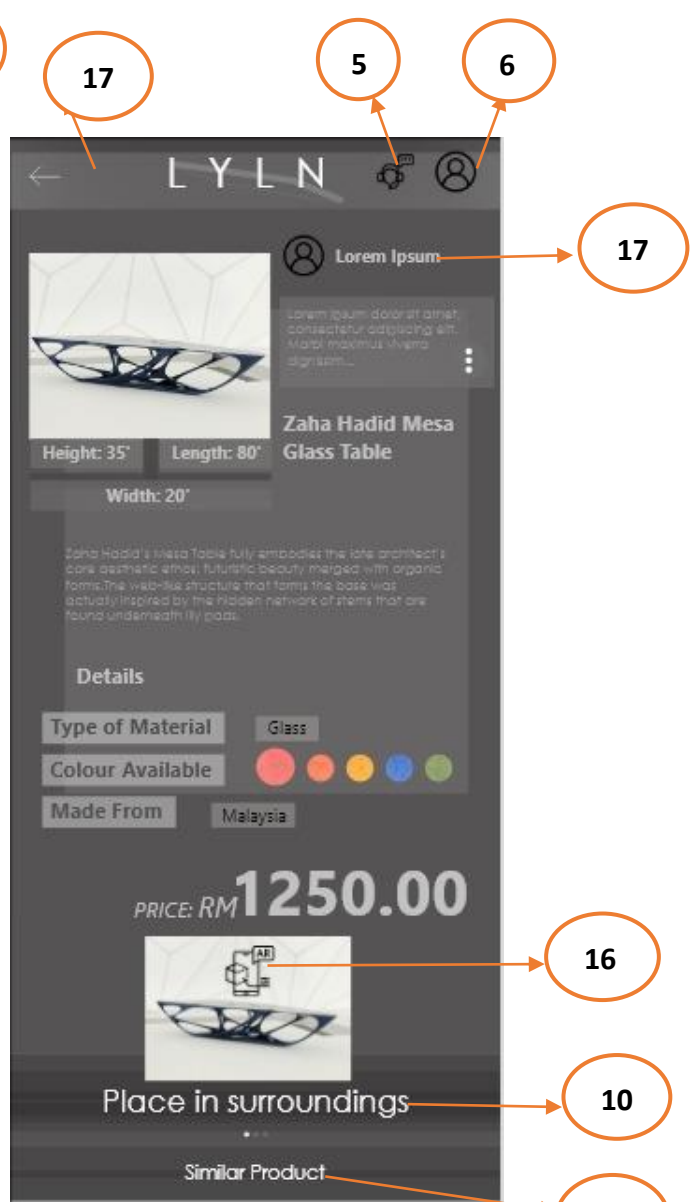 17
5
6
LYLN
Lorem Ipsum
17
Lorem ipsum dolor sit amet,
consectetur adipiscing elit.
Morbi maximus viverra
dignissim...
Zaha Hadid Mesa
Glass Table
Height: 35"
Length: 80"
Width: 20"
Zaha Hadid's Mesa Table fully embodies the late architect's
core aesthetic ethos: futuristic beauty merged with organic
forms.The web-like structure that forms the base was
actually inspired by the hidden network of stems that are
found underneath lily pads.
Details
Type of Material
Glass
Colour Available
Made From
Malaysia
PRICE: RM1250.00
AR
16
Place in surroundings
10
Similar Product